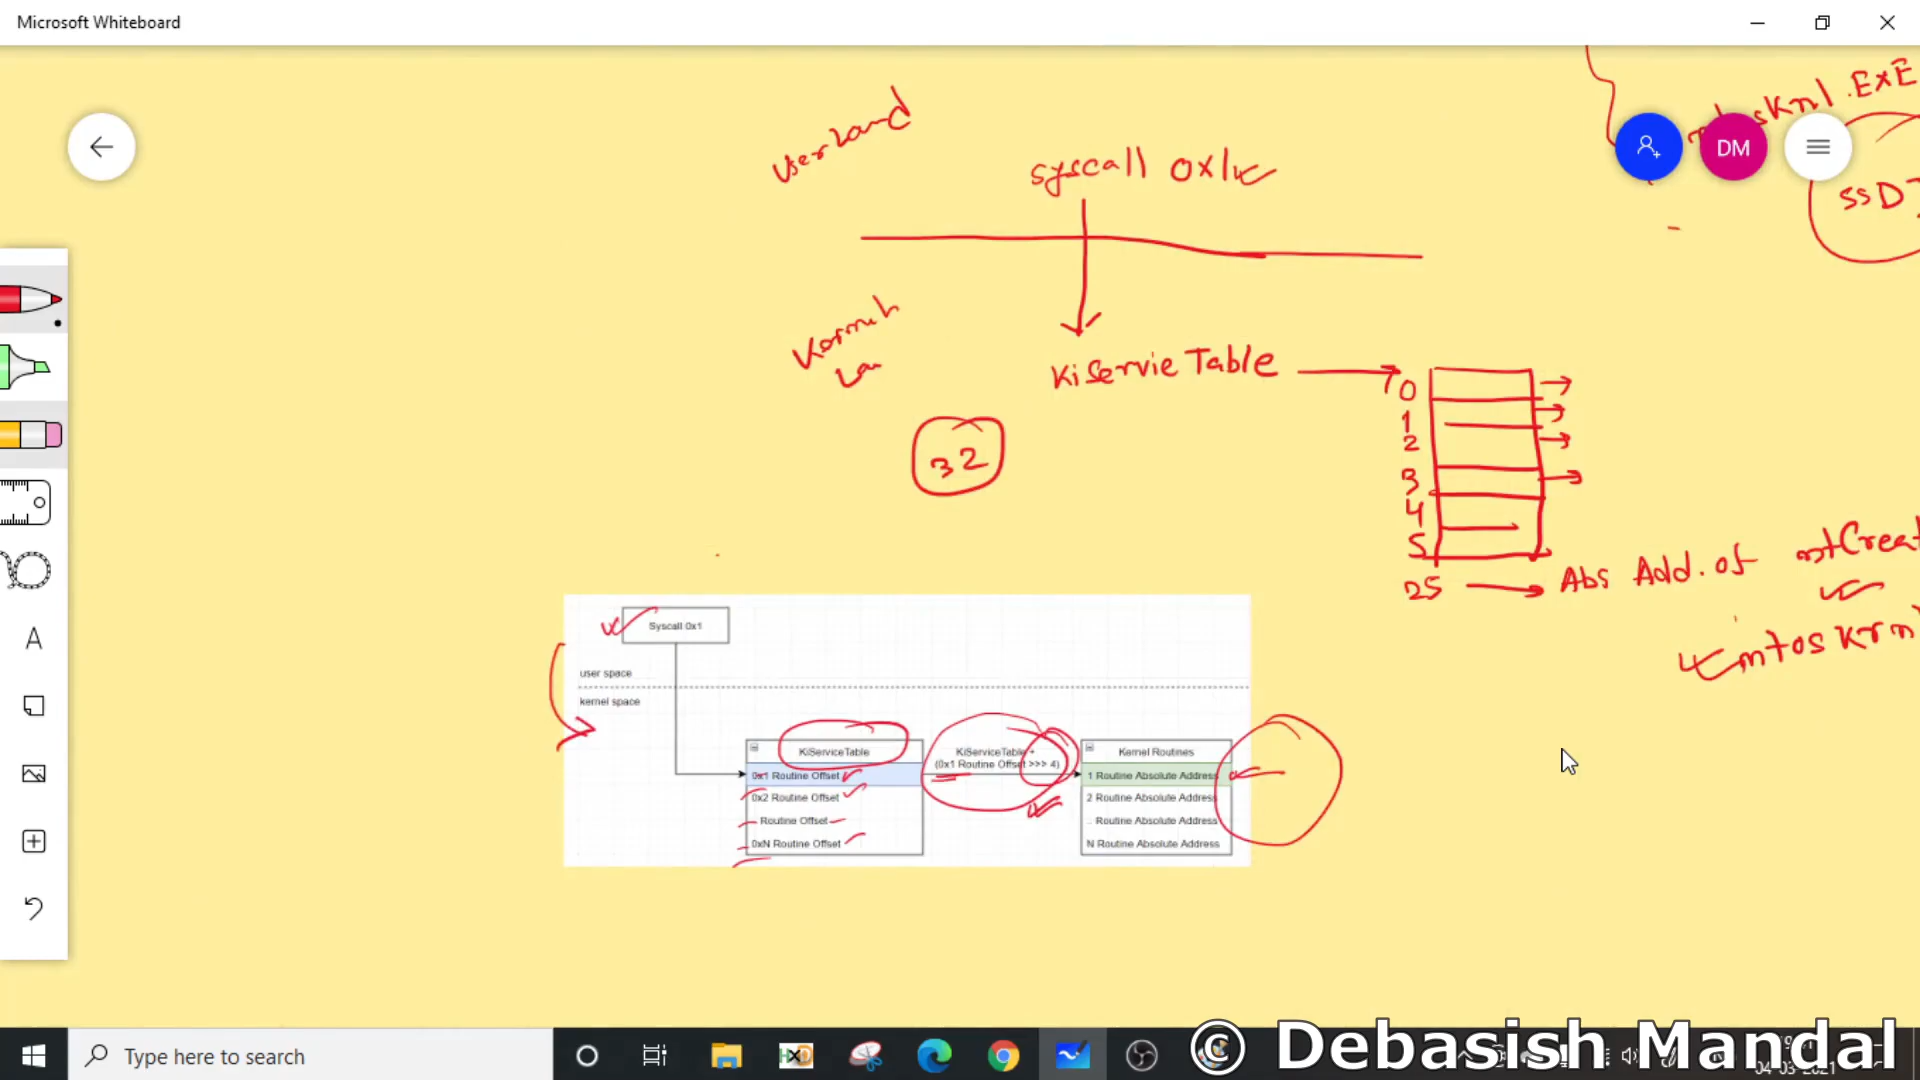 Microsoft Whiteboard
userland
syscall 0x1
.EXE
DM
KiServie Table
0
1
2
3
4
5
32
25
Abs Add. of ntCreat
ntoskrn
A
Syscall 0x1
user space
kernel space
KiServiceTable
0x1 Routine Offset
0x2 Routine Offset
.. Routine Offset
0xN Routine Offset
KiServiceTable +
(0x1 Routine Offset >>> 4)
Kernel Routines
1 Routine Absolute Address
2 Routine Absolute Address
.. Routine Absolute Address
N Routine Absolute Address
Type here to search
© Debasish Mandal